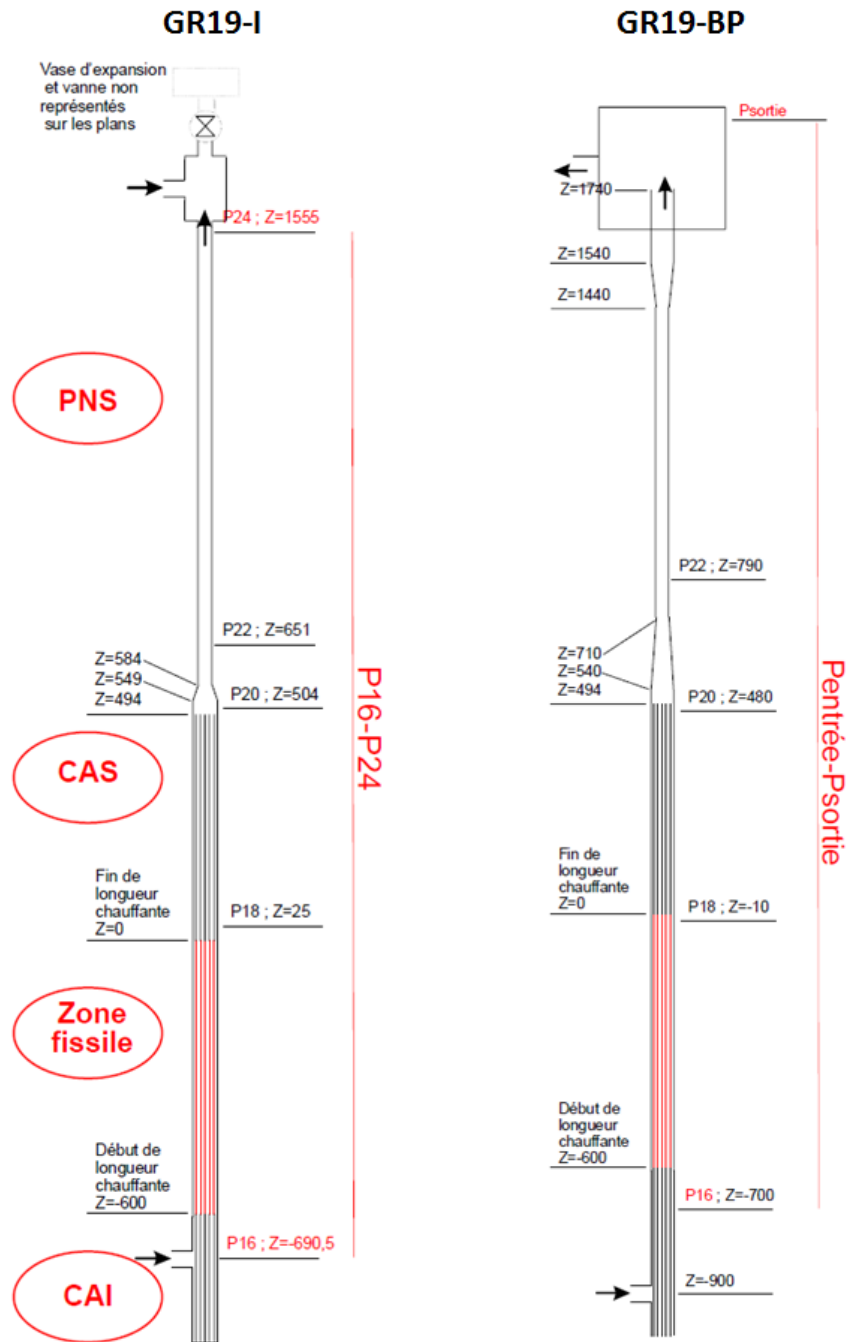 GR19-I
Vase d'expansion
et vanne non
représentés
sur les plans
P24 ; Z=1555
PNS
P22 ; Z=651
Z=584
Z=549
Z=494
P20 ; Z=504
CAS
P16-P24
Fin de
longueur
chauffante
Z=0
P18 ; Z=25
Zone
fissile
Début de
longueur
chauffante
Z=-600
P16 ; Z=-690,5
CAI
GR19-BP
Psortie
Z=1740
Z=1540
Z=1440
P22 ; Z=790
Z=710
Z=540
Z=494
P20 ; Z=480
Pentrée-Psortie
Fin de
longueur
chauffante
Z=0
P18 ; Z=-10
Début de
longueur
chauffante
Z=-600
P16 ; Z=-700
Z=-900